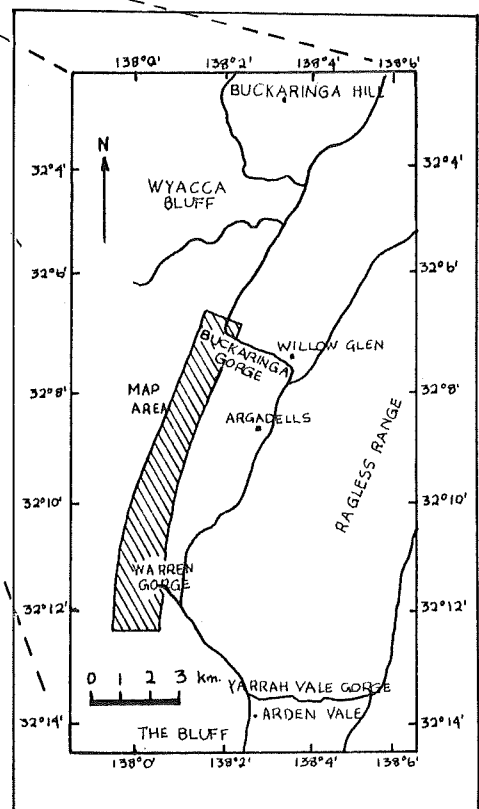 138°0' 138°2' 138°4' 138°6'
BUCKARINGA HILL
N
32°4' 32°4'
WYACCA
BLUFF
32°6' 32°6'
BUCKARINGA
GORGE
WILLOW GLEN
MAP
AREA
32°8' 32°8'
ARGADELLS
RAGLESS RANGE
32°10' 32°10'
WARREN
GORGE
32°12' 32°12'
0 1 2 3 km.
YARRAH VALE GORGE
ARDEN VALE
32°14' 32°14'
THE BLUFF
138°0' 138°2' 138°4' 138°6'